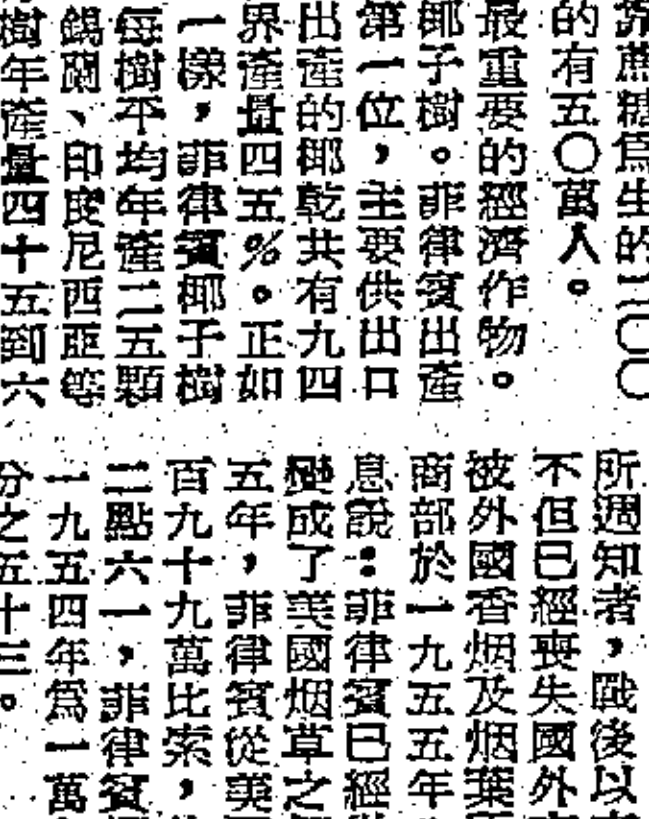 靠蔗糖爲生的二〇〇
的有五〇萬人。
最重要的經濟作物。
椰子樹。菲律賓出產
第一位，主要供出口
出產的椰乾共有九四
界產量四五％。正如
一樣，菲律賓椰子樹
每樹平均年產二五顆
錫蘭、印度尼西亞等
樹年產量四十五到六
所週知者，戰後以
不但已經喪失國外
被外國香烟及烟葉
商部於一九五五年
息說：菲律賓已經
變成了美國烟草之
五年，菲律賓從美
百九十九萬比索，
二點六一，菲律賓
一九五四年爲一萬
分之五十三。